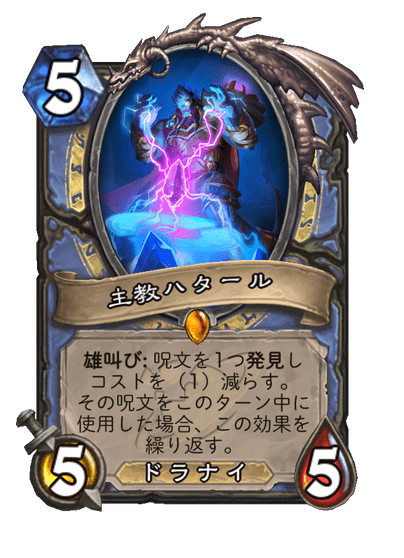 5
主教ハタール
雄叫び: 呪文を1つ発見し
コストを（1）減らす。
その呪文をこのターン中に
使用した場合、この効果を
繰り返す。
5
ドラナイ
5